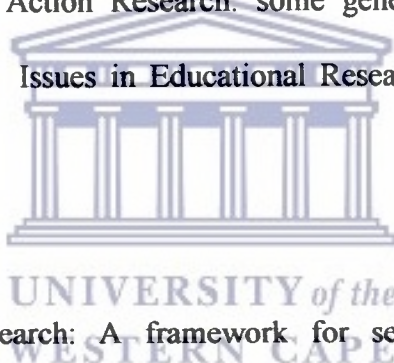 Action Research: some gene
Issues in Educational Resea
UNIVERSITY of the
earch: A framework for se
WESTERN CAPE